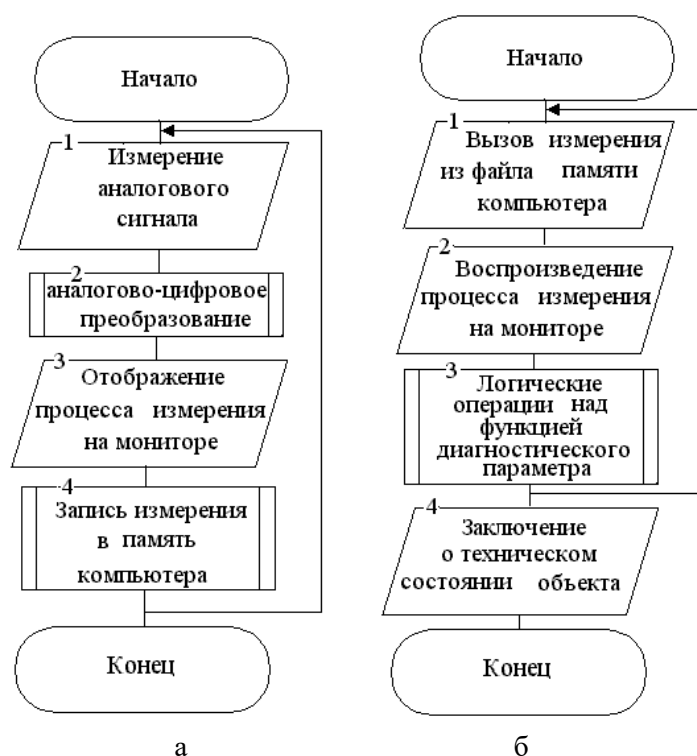 Начало
1
Измерение
аналогового
сигнала
2
аналогово-цифровое
преобразование
3
Отображение
процесса измерения
на мониторе
4
Запись измерения
в память
компьютера
Конец
а
Начало
1
Вызов измерения
из файла памяти
компьютера
2
Воспроизведение
процесса измерения
на мониторе
3
Логические
операции над
функцией
диагностического
параметра
4
Заключение
о техническом
состоянии объекта
Конец
б